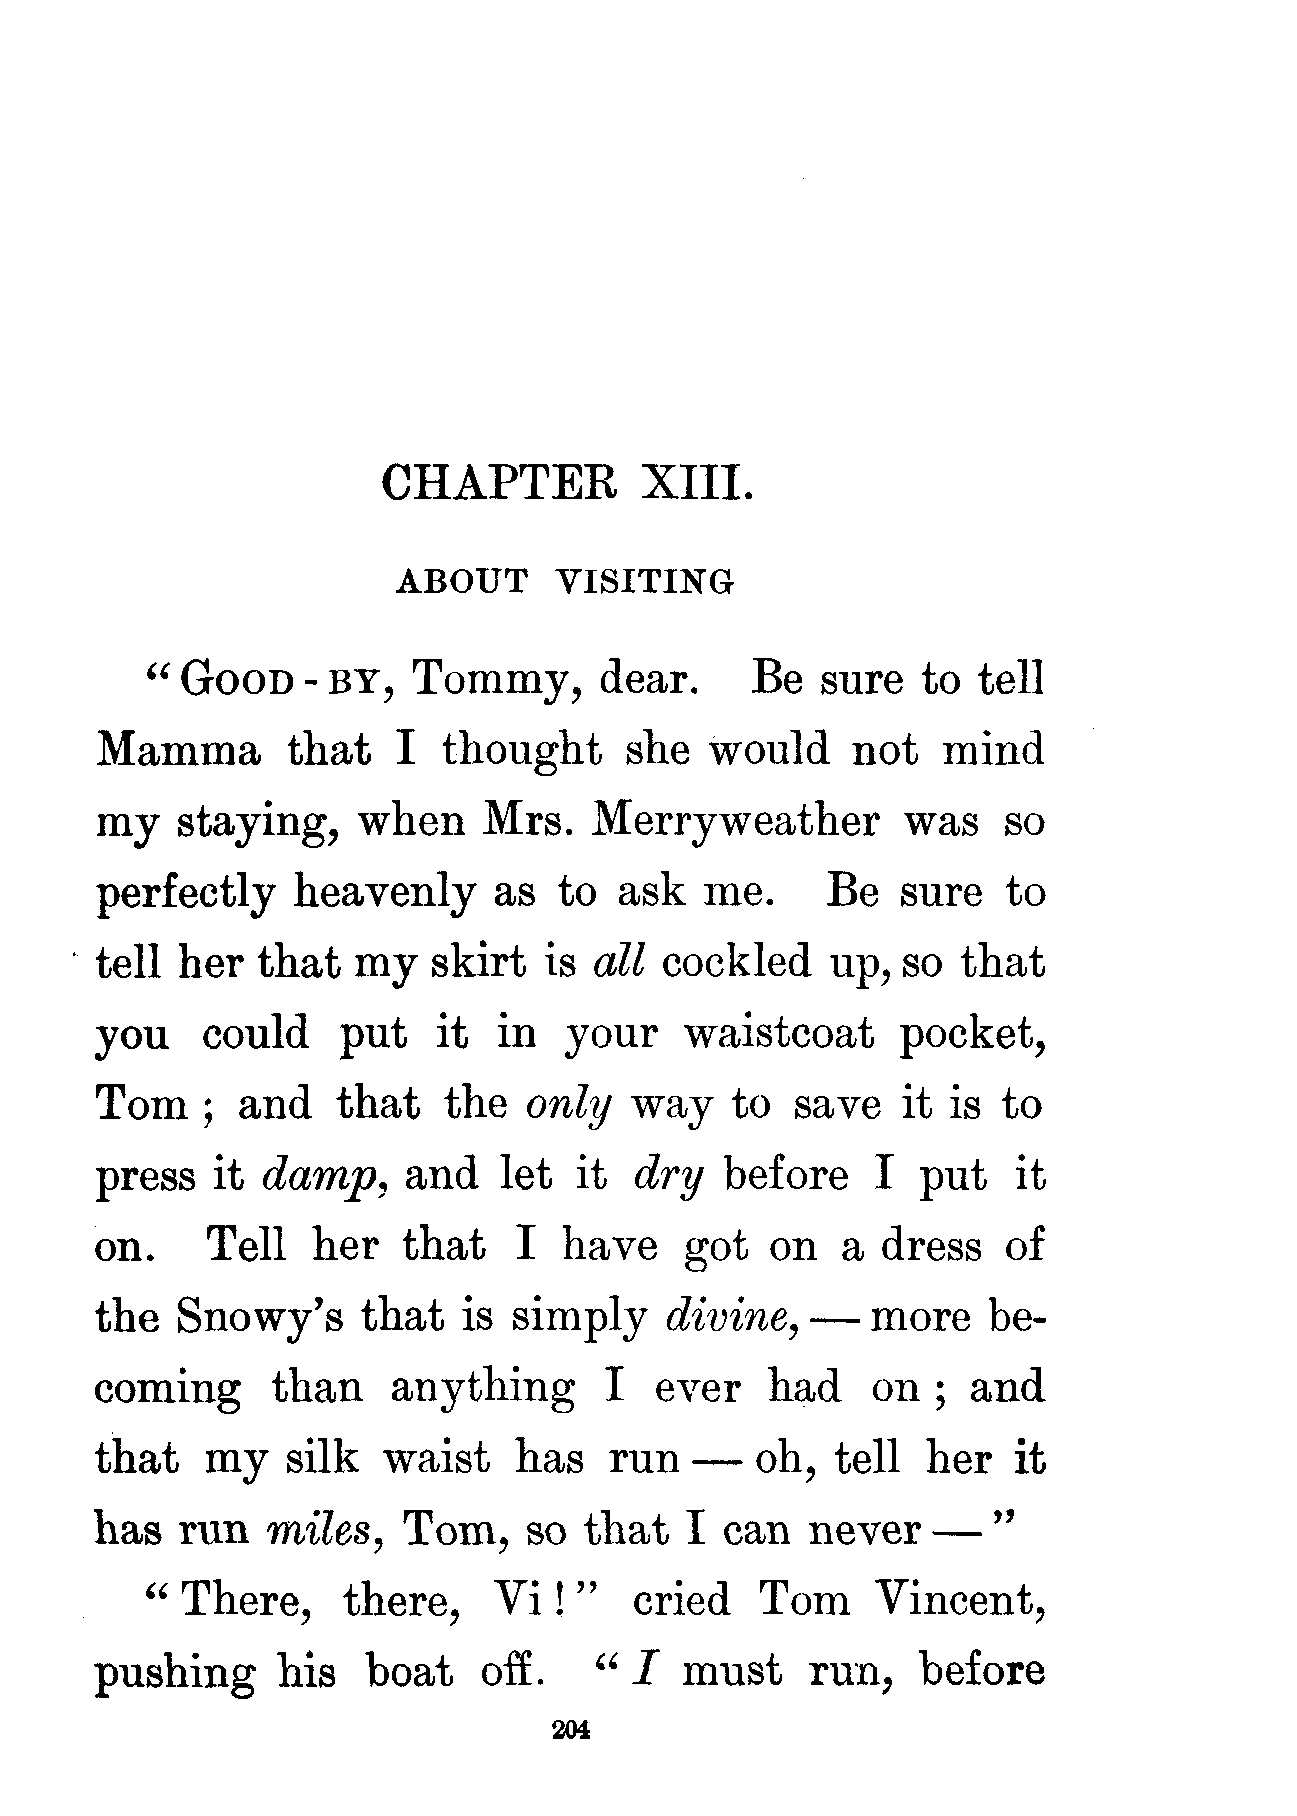 CHAPTER XIII.
ABOUT VISITING
“GOOD-BY, Tommy, dear. Be sure to tell
Mamma that I thought she would not mind
my staying, when Mrs. Merryweather was so
perfectly heavenly as to ask me. Be sure to
tell her that my skirt is all cockled up, so that
you could put it in your waistcoat pocket,
Tom; and that the only way to save it is to
press it damp, and let it dry before I put it
on. Tell her that I have got on a dress of
the Snowy’s that is simply divine,—more be-
coming than anything I ever had on; and
that my silk waist has run—oh, tell her it
has run miles, Tom, so that I can never—”
“There, there, Vi!” cried Tom Vincent,
pushing his boat off. “I must run, before
204